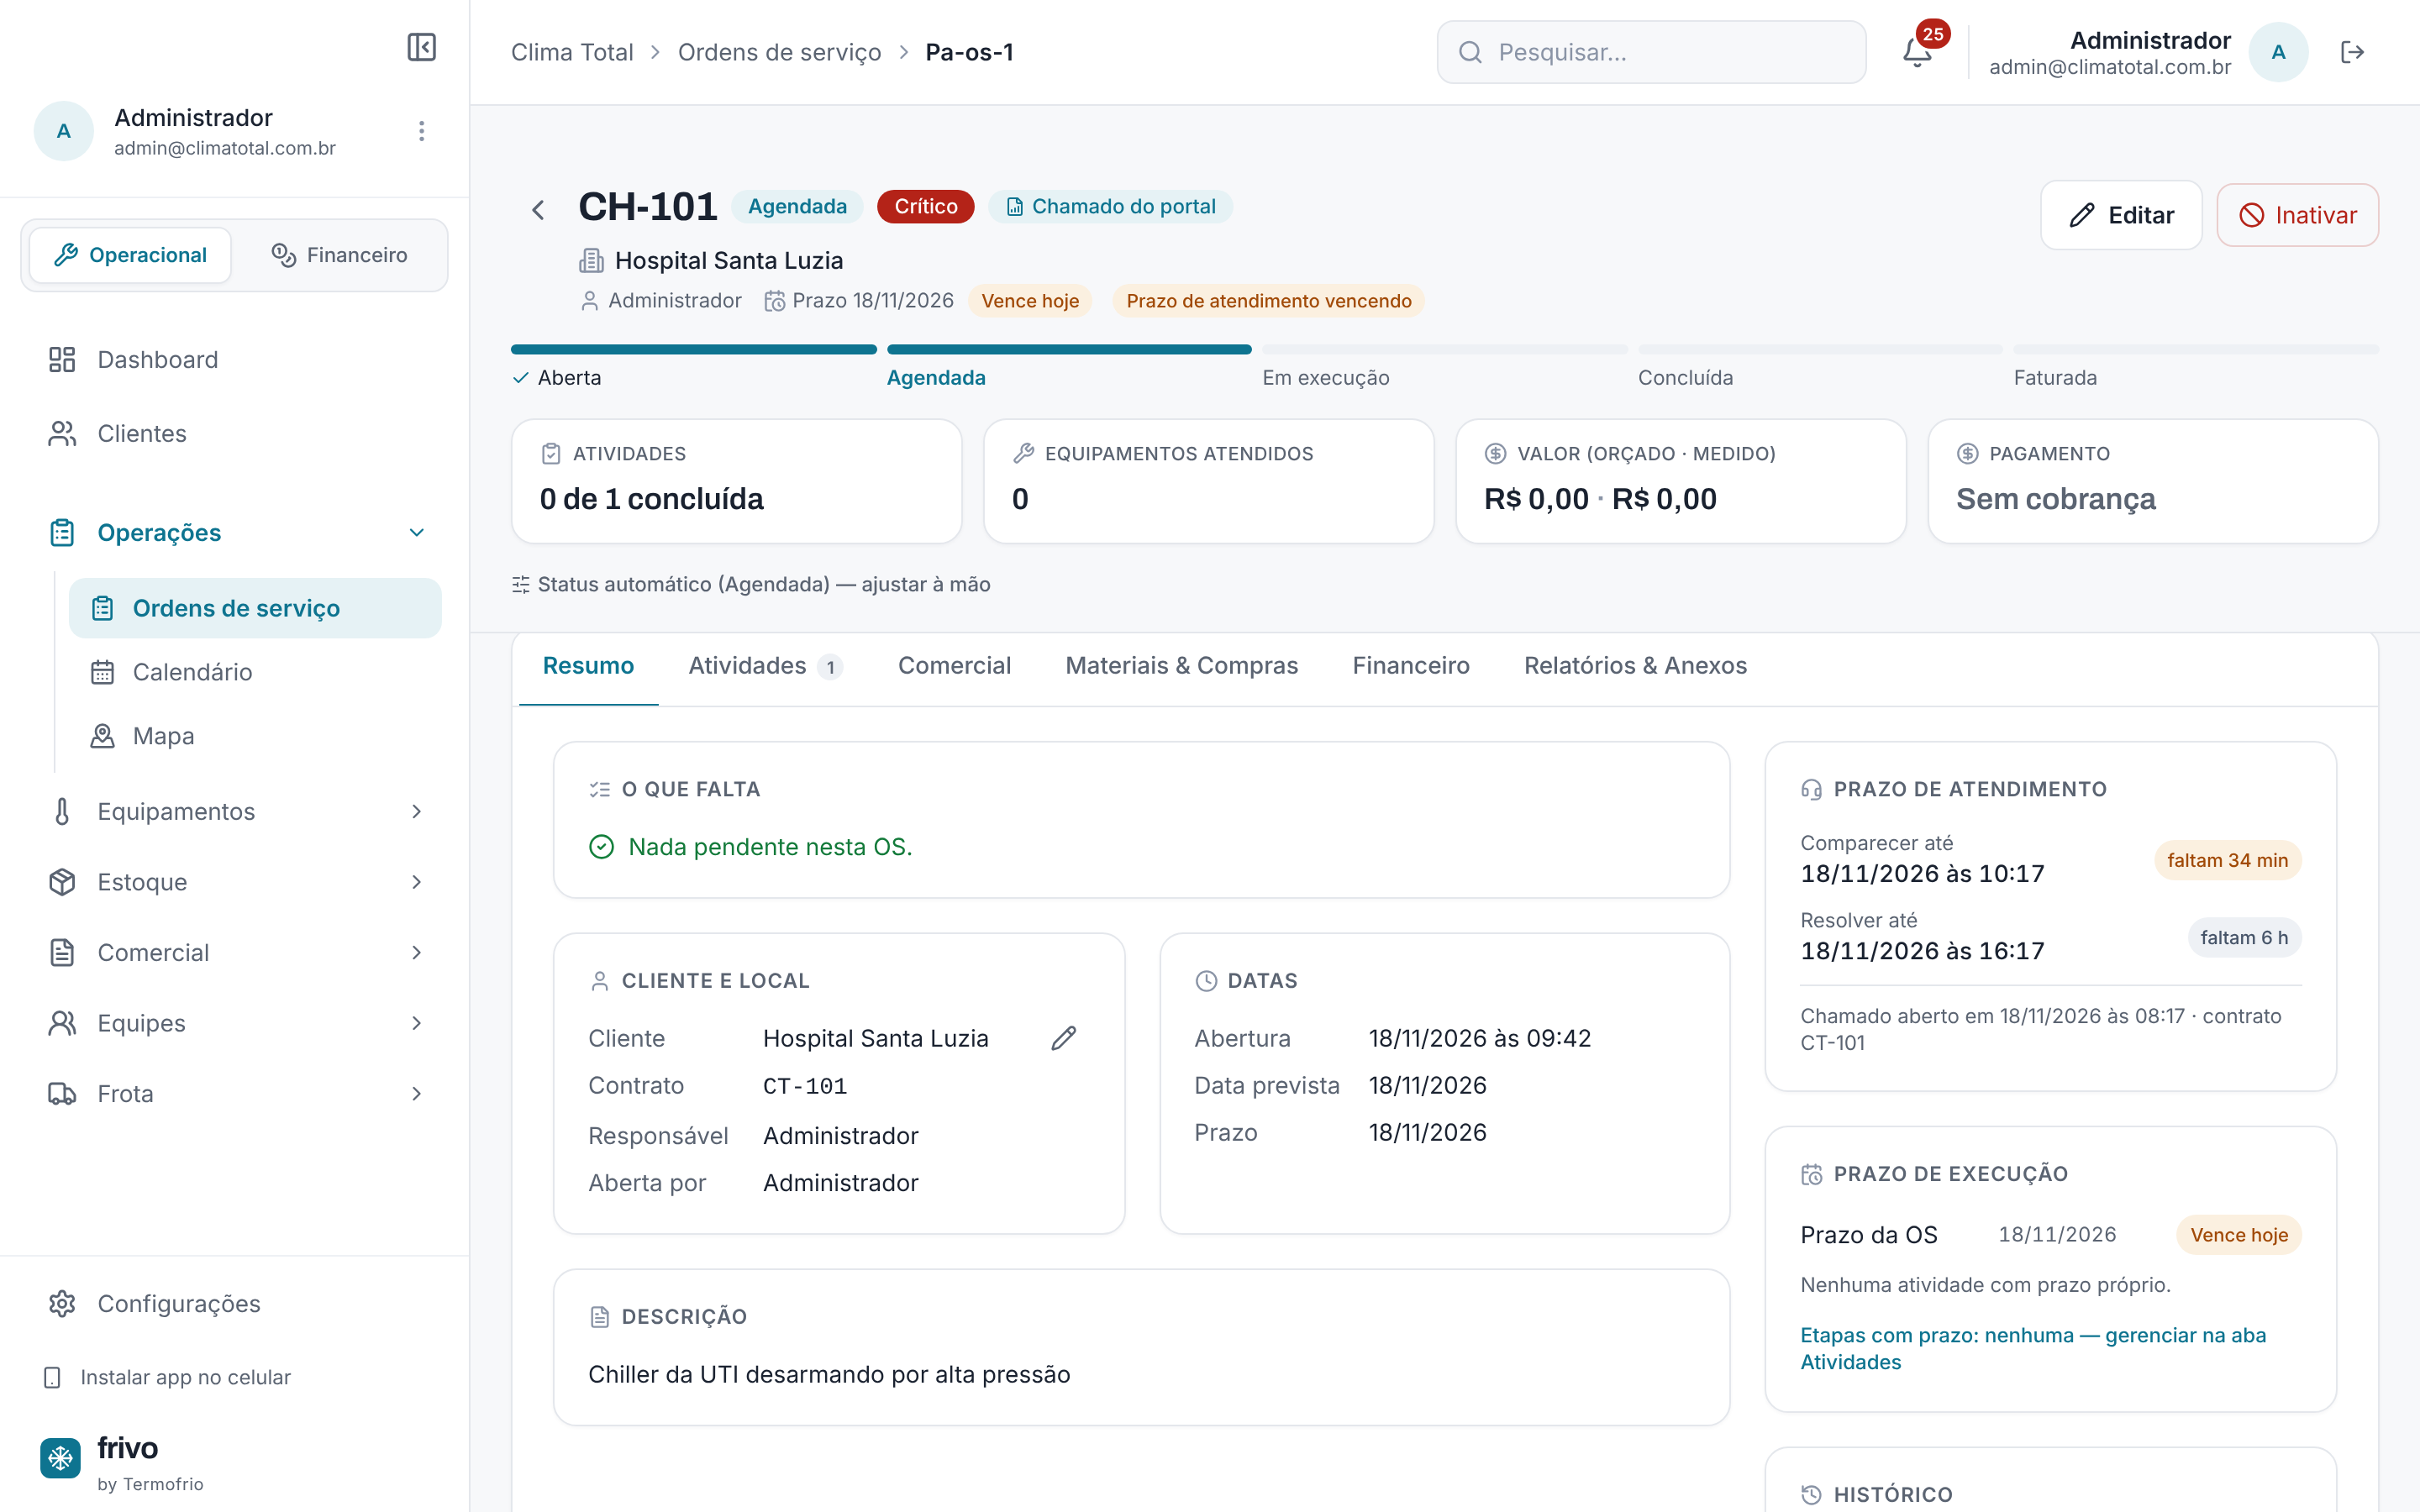 Administrador
admin@climatotal.com.br
A
Operacional
Financeiro
Dashboard
Clientes
Operações
Ordens de serviço
Calendário
Mapa
Equipamentos
Estoque
Comercial
Equipes
Frota
Configurações
Instalar app no celular
frivo
by Termofrio
Clima Total > Ordens de serviço > Pa-os-1
Pesquisar...
25
Administrador
admin@climatotal.com.br
A
CH-101 Agendada Crítico Chamado do portal
Editar
Inativar
Hospital Santa Luzia
Administrador Prazo 18/11/2026 Vence hoje Prazo de atendimento vencendo
Aberta
Agendada
Em execução
Concluída
Faturada
ATIVIDADES
0 de 1 concluída
EQUIPAMENTOS ATENDIDOS
0
VALOR (ORÇADO · MEDIDO)
R$ 0,00 · R$ 0,00
PAGAMENTO
Sem cobrança
Status automático (Agendada) — ajustar à mão
Resumo
Atividades 1
Comercial
Materiais & Compras
Financeiro
Relatórios & Anexos
O QUE FALTA
Nada pendente nesta OS.
CLIENTE E LOCAL
Cliente Hospital Santa Luzia
Contrato CT-101
Responsável Administrador
Aberta por Administrador
DATAS
Abertura 18/11/2026 às 09:42
Data prevista 18/11/2026
Prazo 18/11/2026
DESCRIÇÃO
Chiller da UTI desarmando por alta pressão
PRAZO DE ATENDIMENTO
Comparecer até
18/11/2026 às 10:17
faltam 34 min
Resolver até
18/11/2026 às 16:17
faltam 6 h
Chamado aberto em 18/11/2026 às 08:17 · contrato
CT-101
PRAZO DE EXECUÇÃO
Prazo da OS 18/11/2026 Vence hoje
Nenhuma atividade com prazo próprio.
Etapas com prazo: nenhuma — gerenciar na aba
Atividades
HISTÓRICO